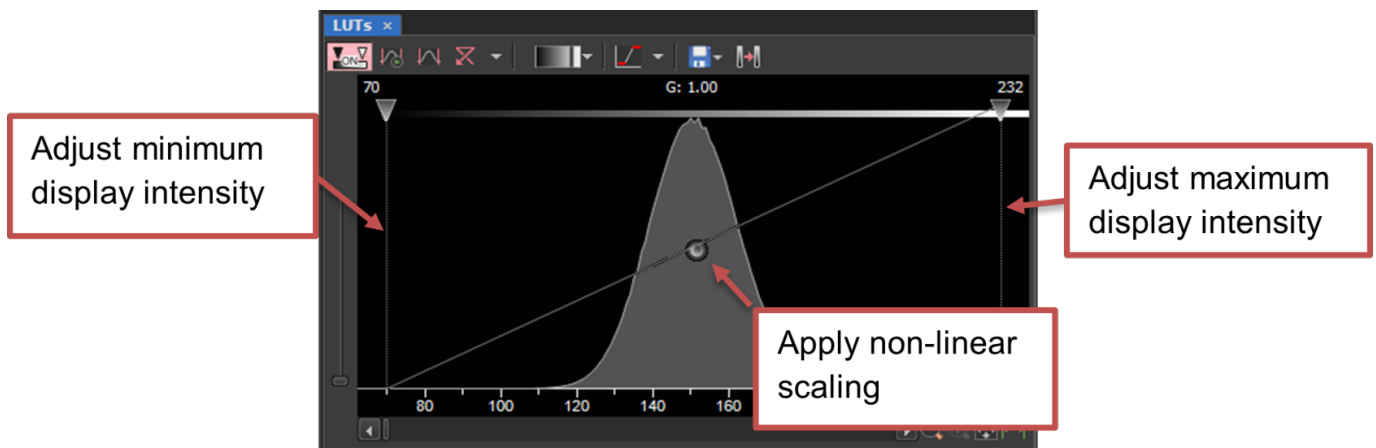 LUTs ×
ON
70 G: 1.00 232
Adjust minimum
display intensity
Adjust maximum
display intensity
Apply non-linear
scaling
80 100 120 140 160